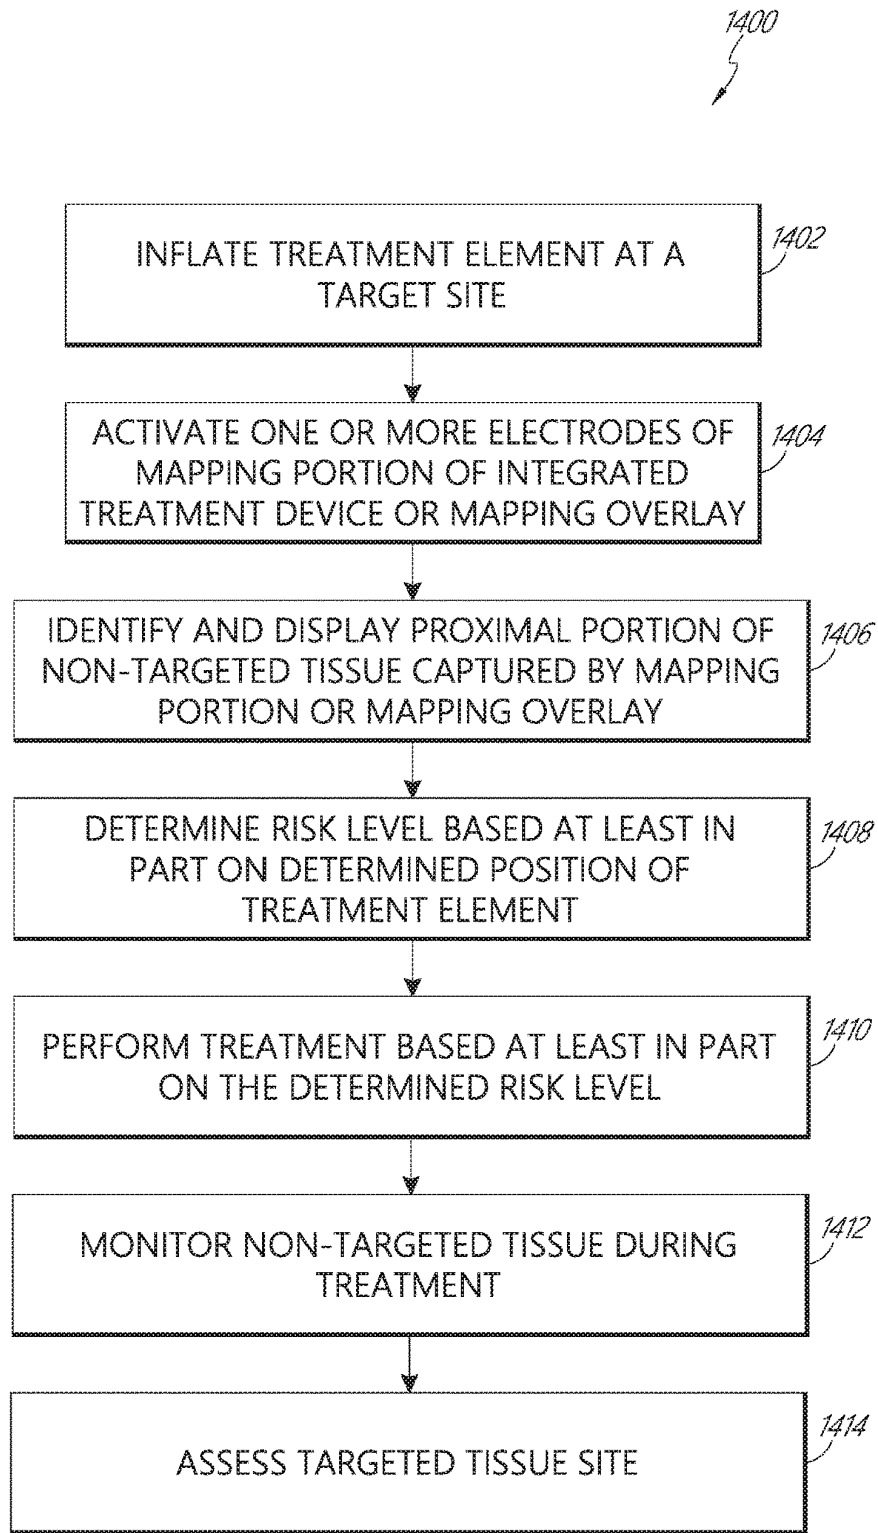 1400
INFLATE TREATMENT ELEMENT AT A
TARGET SITE
1402
ACTIVATE ONE OR MORE ELECTRODES OF
MAPPING PORTION OF INTEGRATED
TREATMENT DEVICE OR MAPPING OVERLAY
1404
IDENTIFY AND DISPLAY PROXIMAL PORTION OF
NON-TARGETED TISSUE CAPTURED BY MAPPING
PORTION OR MAPPING OVERLAY
1406
DETERMINE RISK LEVEL BASED AT LEAST IN
PART ON DETERMINED POSITION OF
TREATMENT ELEMENT
1408
PERFORM TREATMENT BASED AT LEAST IN PART
ON THE DETERMINED RISK LEVEL
1410
MONITOR NON-TARGETED TISSUE DURING
TREATMENT
1412
ASSESS TARGETED TISSUE SITE
1414